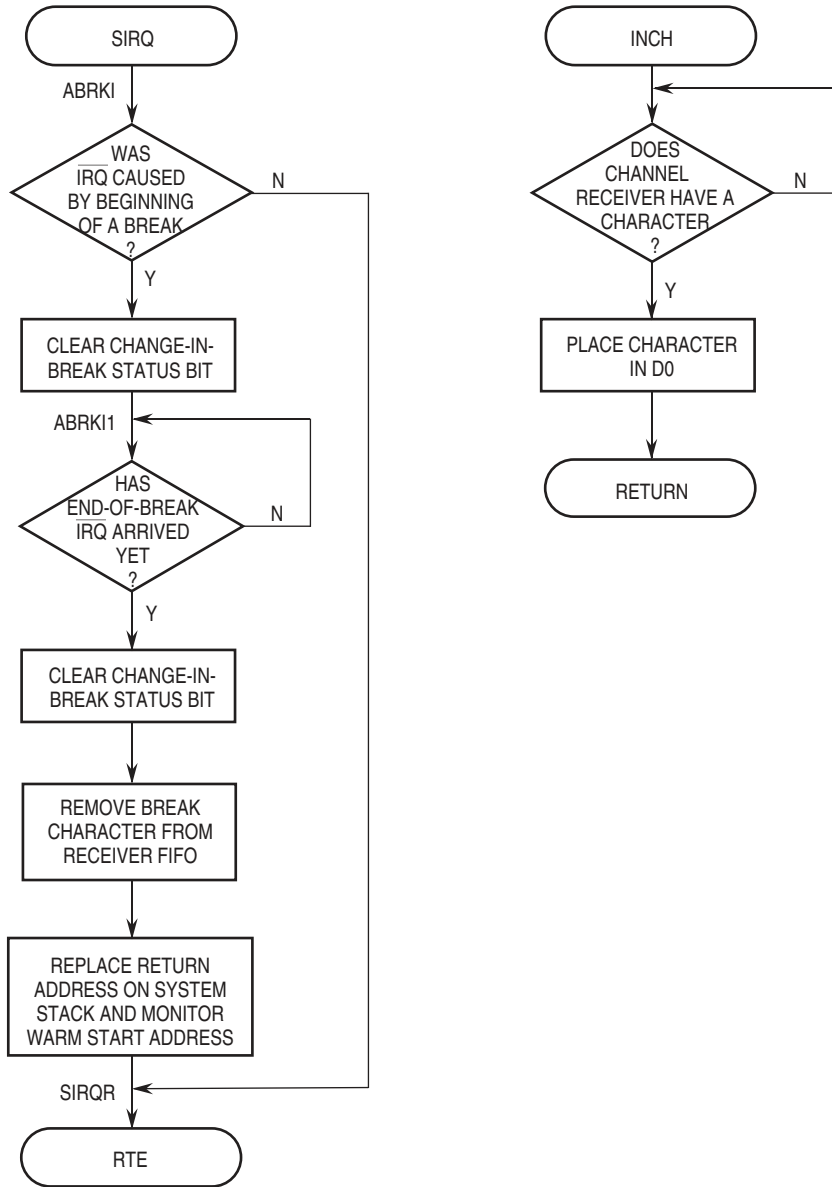 SIRQ
ABRKI
WAS
IRQ CAUSED
BY BEGINNING
OF A BREAK
?
N
Y
CLEAR CHANGE-IN-
BREAK STATUS BIT
ABRKI1
HAS
END-OF-BREAK
IRQ ARRIVED
YET
?
N
Y
CLEAR CHANGE-IN-
BREAK STATUS BIT
REMOVE BREAK
CHARACTER FROM
RECEIVER FIFO
REPLACE RETURN
ADDRESS ON SYSTEM
STACK AND MONITOR
WARM START ADDRESS
SIRQR
RTE
INCH
DOES
CHANNEL
RECEIVER HAVE A
CHARACTER
?
N
Y
PLACE CHARACTER
IN D0
RETURN